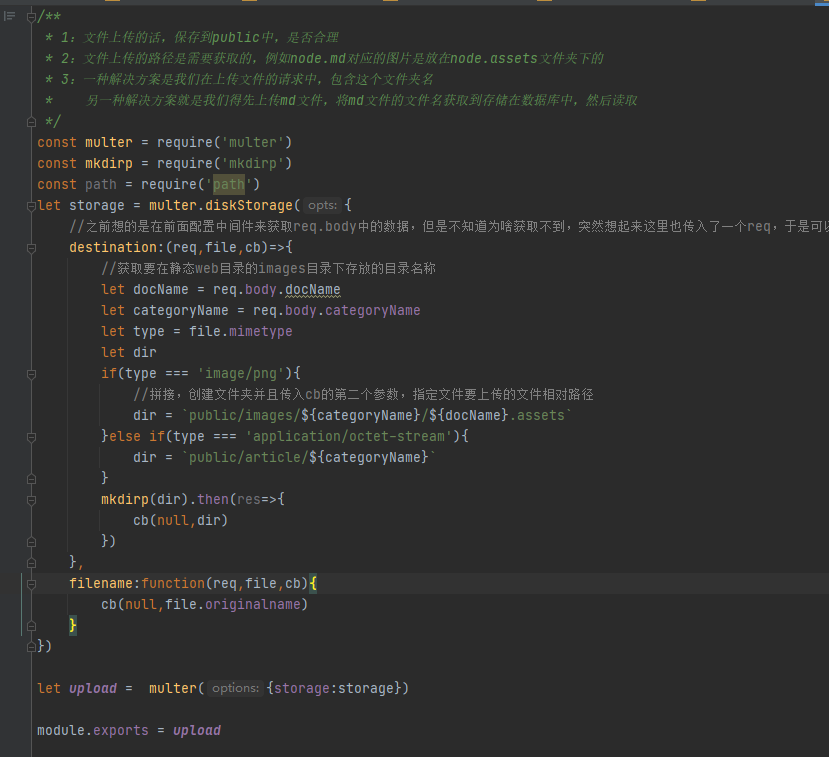 /**
 * 1：文件上传的话，保存到public中，是否合理
 * 2：文件上传的路径是需要获取的，例如node.md对应的图片是放在node.assets文件夹下的
 * 3：一种解决方案是我们在上传文件的请求中，包含这个文件夹名
 *    另一种解决方案就是我们得先上传md文件，将md文件的文件名获取到存储在数据库中，然后读取
 */
const multer = require('multer')
const mkdirp = require('mkdirp')
const path = require('path')
let storage = multer.diskStorage( opts: {
    //之前想的是在前面配置中间件来获取req.body中的数据，但是不知道为啥获取不到，突然想起来这里也传入了一个req，于是可以
    destination:(req,file,cb)=>{
        //获取要在静态web目录的images目录下存放的目录名称
        let docName = req.body.docName
        let categoryName = req.body.categoryName
        let type = file.mimetype
        let dir
        if(type === 'image/png'){
            //拼接，创建文件夹并且传入cb的第二个参数，指定文件要上传的文件相对路径
            dir = `public/images/${categoryName}/${docName}.assets`
        }else if(type === 'application/octet-stream'){
            dir = `public/article/${categoryName}`
        }
        mkdirp(dir).then(res=>{
            cb(null,dir)
        })
    },
    filename:function(req,file,cb){
        cb(null,file.originalname)
    }
})
let upload =  multer( options: {storage:storage})
module.exports = upload